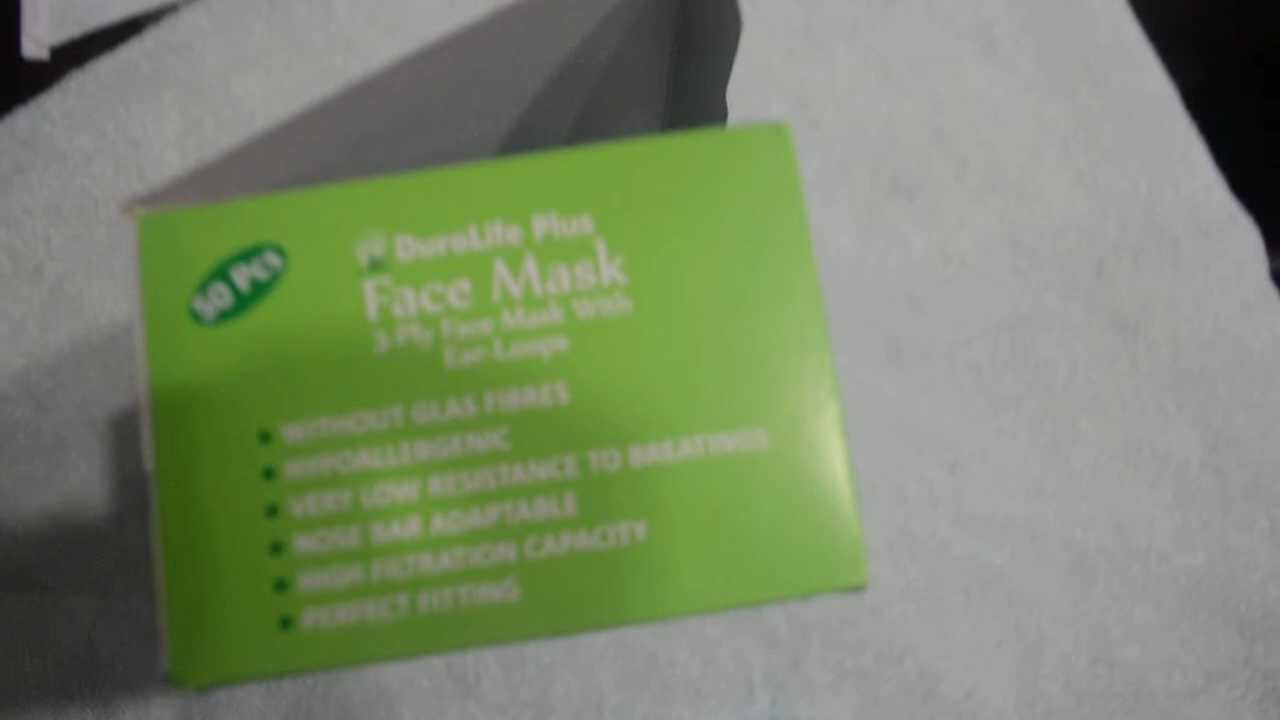 50 Pcs
DuraLife Plus
Face Mask
3-Ply Face Mask With
Ear-Loops
WITHOUT GLAS FIBRES
HYPOALLERGENIC
VERY LOW RESISTANCE TO BREATINGS
NOSE BAR ADAPTABLE
HIGH FILTRATION CAPACITY
PERFECT FITTING